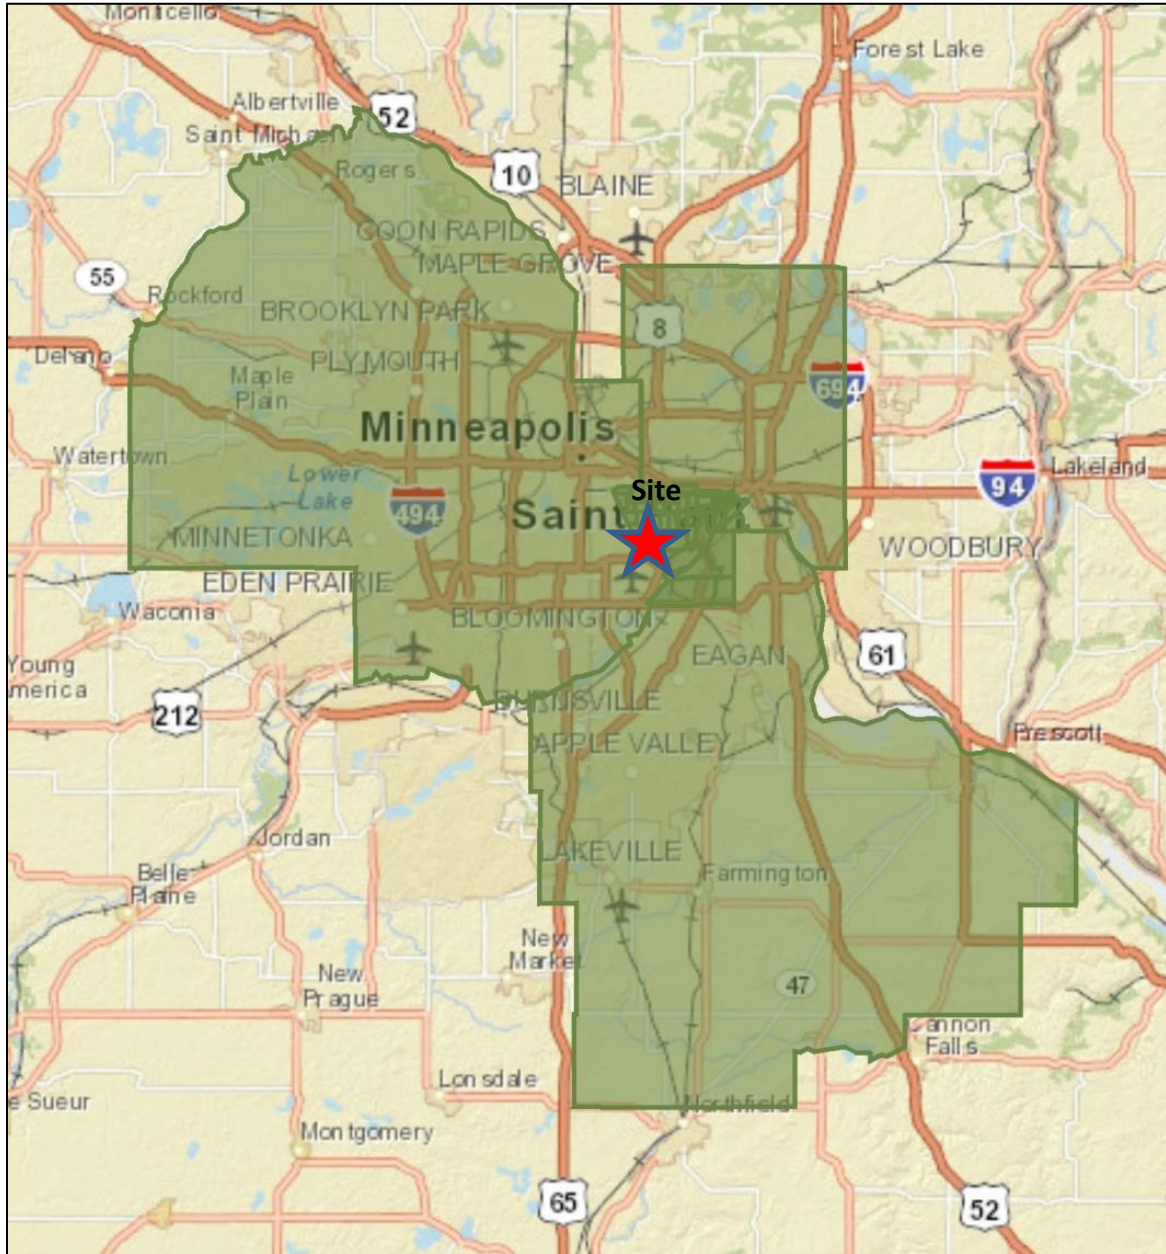 Monticello
Forest Lake
Albertville
52
Saint Michael
Rogers
10
BLAINE
COON RAPIDS
MAPLE GROVE
55
Rockford
BROOKLYN PARK
8
Delano
PLYMOUTH
Maple
Plain
694
Minneapolis
Watertown
Lower
Lake
Lakeland
494
Site
94
Saint
MINNETONKA
WOODBURY
EDEN PRAIRIE
Waconia
BLOOMINGTON
EAGAN
61
Young
America
212
BURNSVILLE
Prescott
APPLE VALLEY
Jordan
LAKEVILLE
Belle
Plaine
Farmington
New
Market
New
Prague
47
Cannon
Falls
Lonsdale
e Sueur
Northfield
Montgomery
65
52